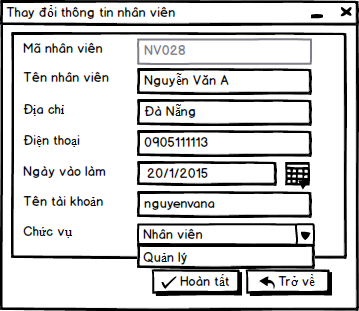 Thay đổi thông tin nhân viên
Mã nhân viên NV028
Tên nhân viên Nguyễn Văn A
Địa chỉ Đà Nẵng
Điện thoại 0905111113
Ngày vào làm 20/1/2015
Tên tài khoản nguyenvana
Chức vụ Nhân viên
Quản lý
Hoàn tất Trở về